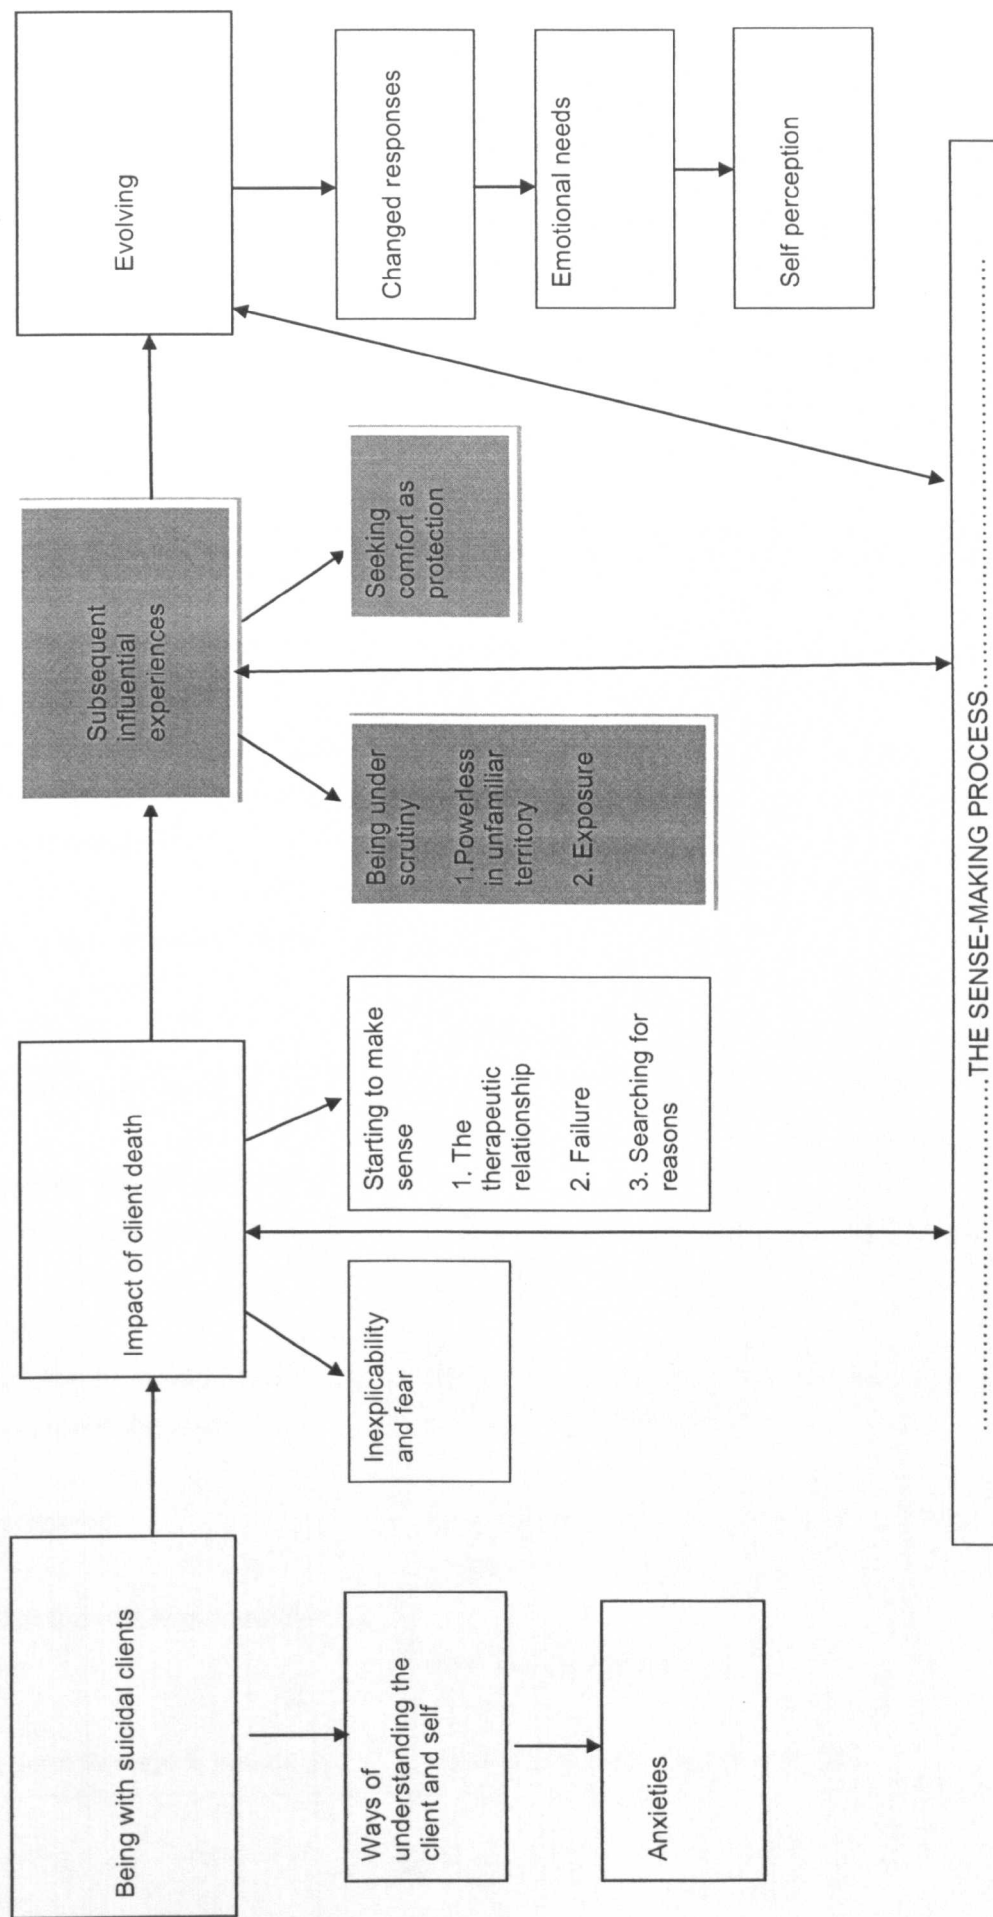 Being with suicidal clients
Ways of
understanding the
client and self
Anxieties
Impact of client death
Inexplicability
and fear
Starting to make
sense
1. The
therapeutic
relationship
2. Failure
3. Searching for
reasons
Subsequent
influential
experiences
Being under
scrutiny
1.Powerless
in unfamiliar
territory
2. Exposure
Seeking
comfort as
protection
Evolving
Changed responses
Emotional needs
Self perception
...........................................THE SENSE-MAKING PROCESS...........................................